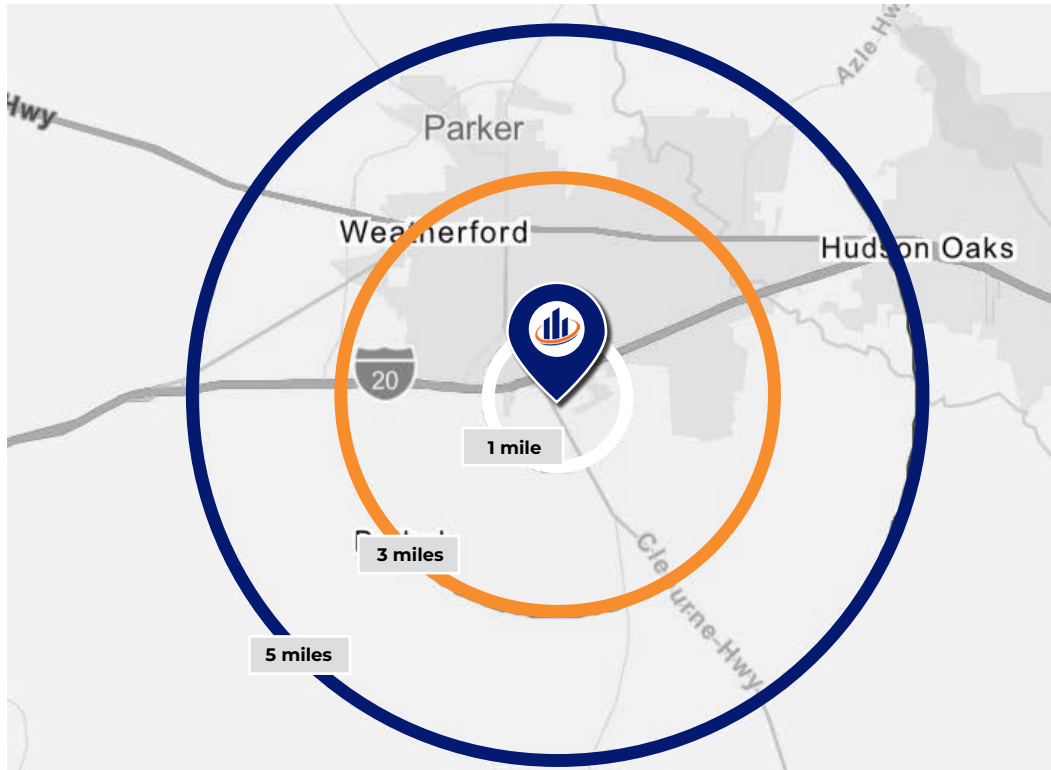 Azle Hwy
Hwy
Parker
Weatherford
Hudson Oaks
20
1 mile
3 miles
Cleburne Hwy
5 miles